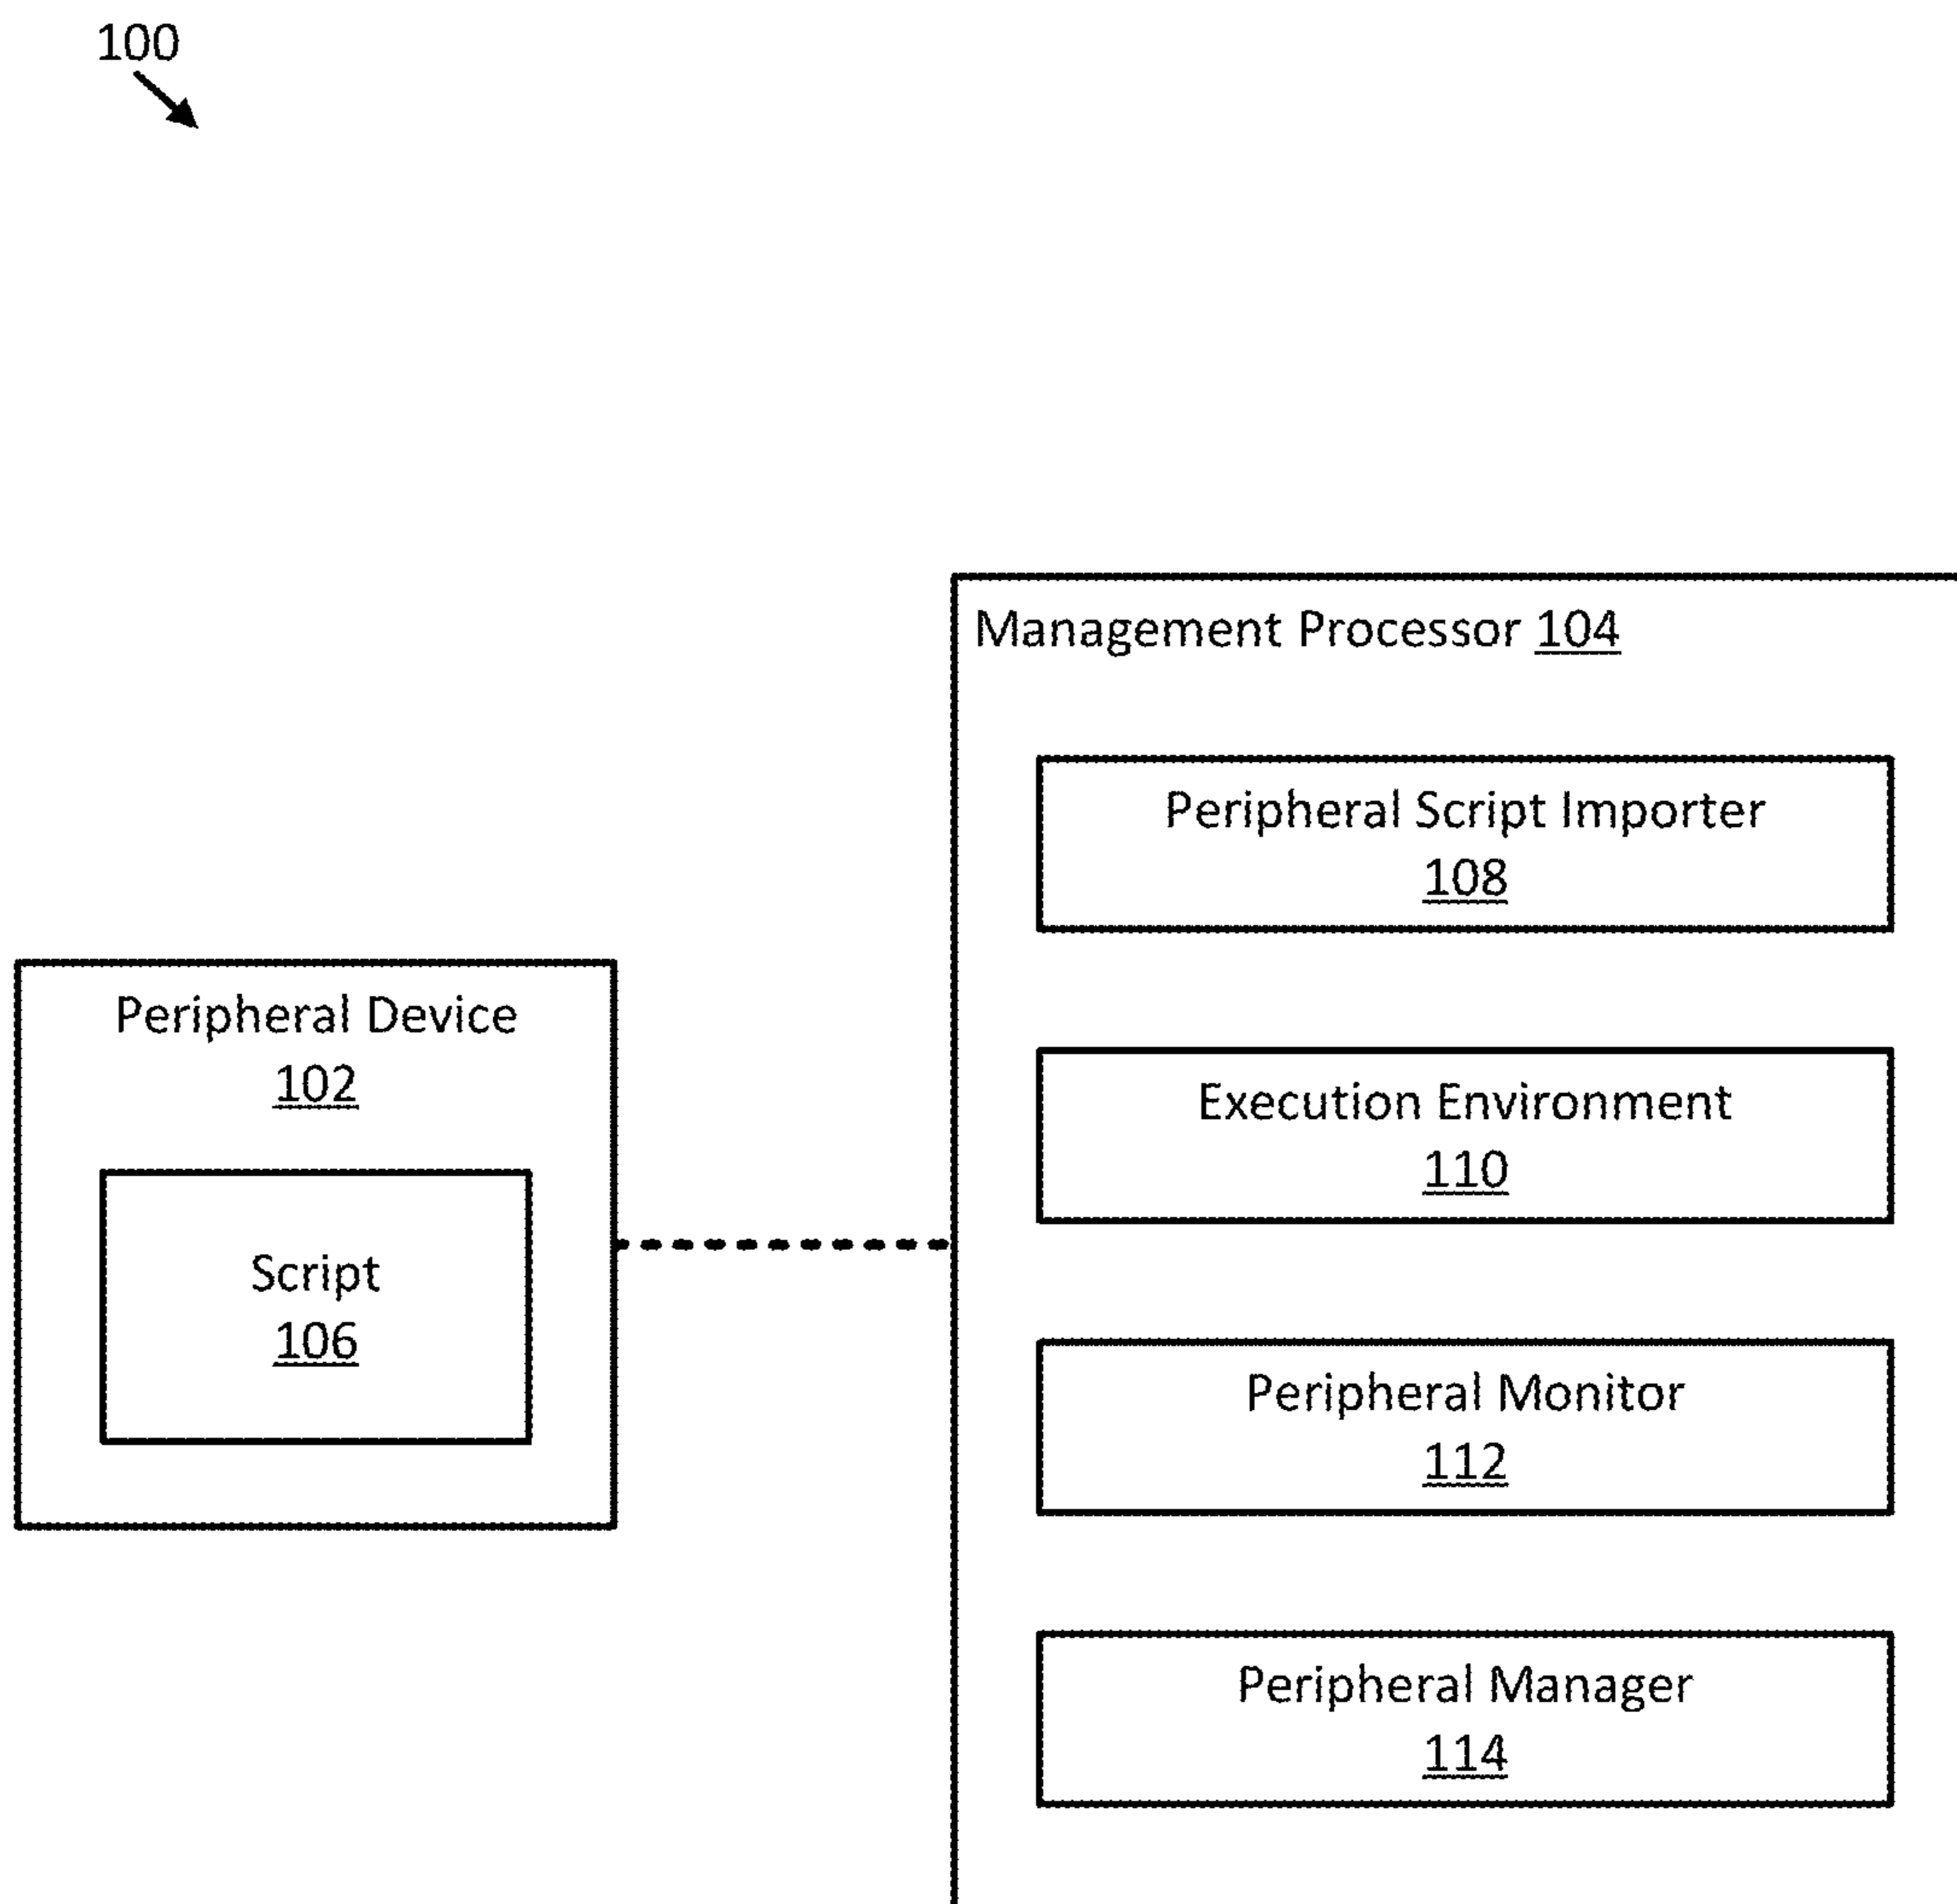 100
Management Processor 104
Peripheral Script Importer
108
Peripheral Device
102
Execution Environment
110
Script
106
Peripheral Monitor
112
Peripheral Manager
114